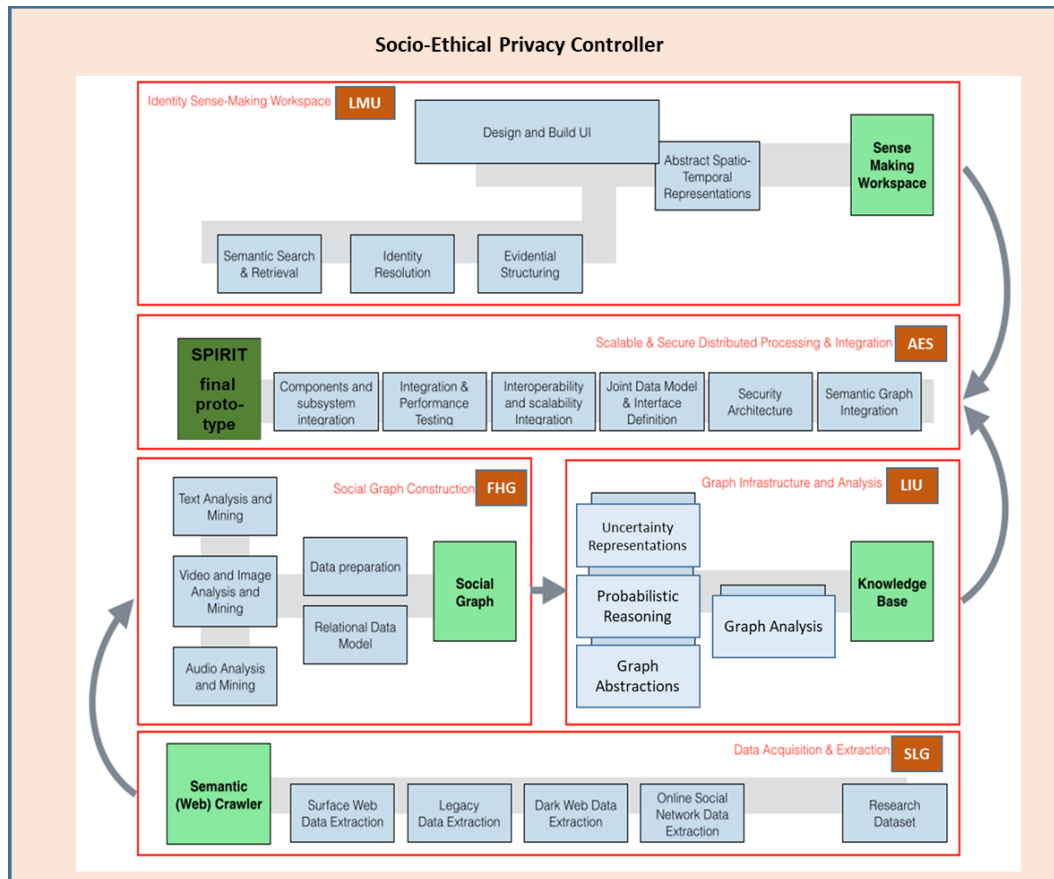 Socio-Ethical Privacy Controller
Identity Sense-Making Workspace
LMU
Design and Build UI
Abstract Spatio-
Temporal
Representations
Sense
Making
Workspace
Semantic Search
& Retrieval
Identity
Resolution
Evidential
Structuring
Scalable & Secure Distributed Processing & Integration
AES
SPIRIT
final
proto-
type
Components and
subsystem
integration
Integration &
Performance
Testing
Interoperability
and scalability
Integration
Joint Data Model
& Interface
Definition
Security
Architecture
Semantic Graph
Integration
Social Graph Construction
FHG
Text Analysis and
Mining
Video and Image
Analysis and
Mining
Audio Analysis
and Mining
Data preparation
Relational Data
Model
Social
Graph
Graph Infrastructure and Analysis
LIU
Uncertainty
Representations
Probabilistic
Reasoning
Graph
Abstractions
Graph Analysis
Knowledge
Base
Data Acquisition & Extraction
SLG
Semantic
(Web) Crawler
Surface Web
Data Extraction
Legacy
Data Extraction
Dark Web Data
Extraction
Online Social
Network Data
Extraction
Research
Dataset